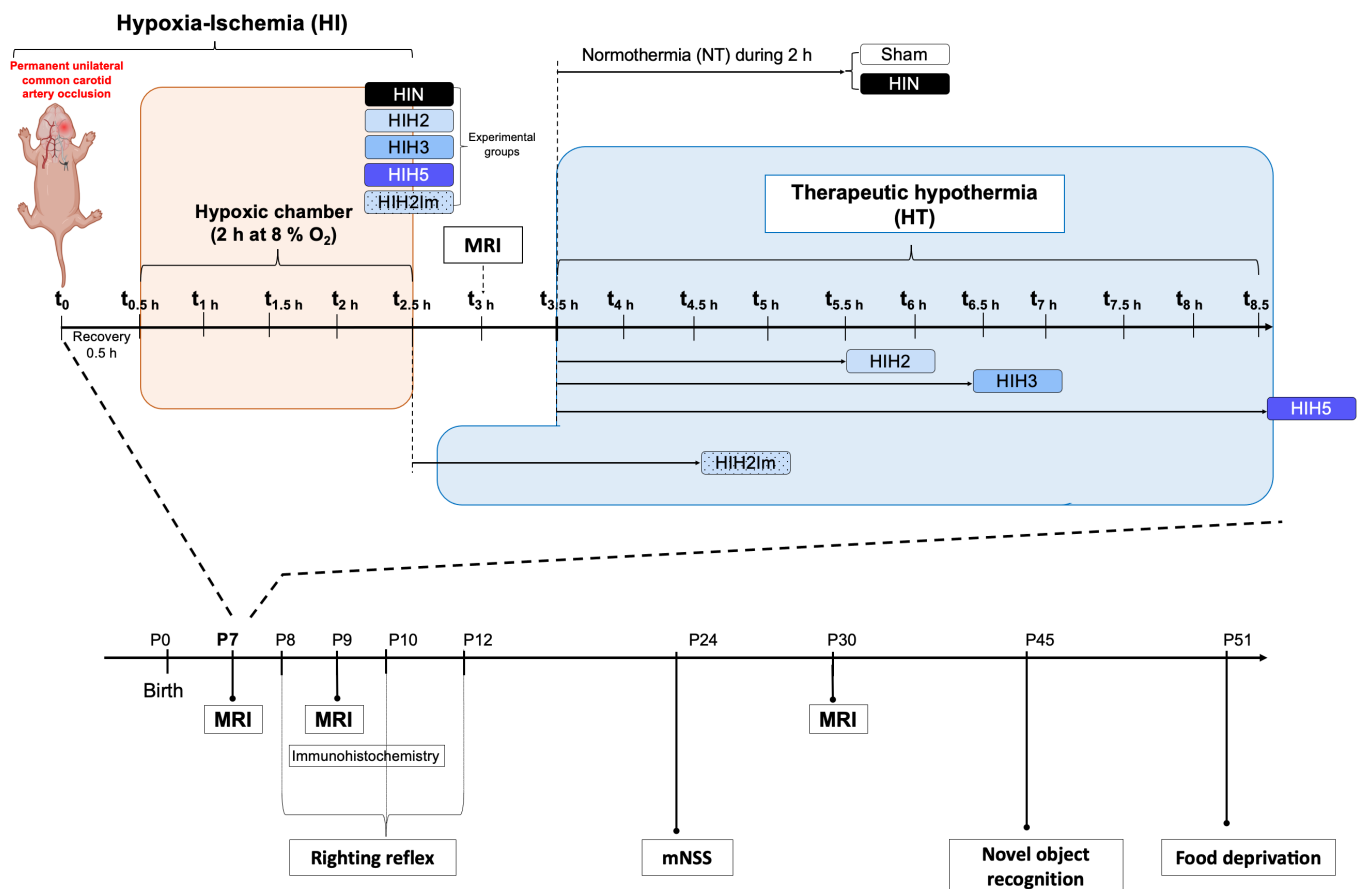 Hypoxia-Ischemia (HI)
Permanent unilateral
common carotid
artery occlusion
Normothermia (NT) during 2 h
Sham
HIN
HIN
HIH2
HIH3
HIH5
HIH2Im
Experimental
groups
Hypoxic chamber
(2 h at 8 % O₂)
MRI
Therapeutic hypothermia
(HT)
t0
t0.5 h
t1 h
t1.5 h
t2 h
t2.5 h
t3 h
t3.5 h
t4 h
t4.5 h
t5 h
t5.5 h
t6 h
t6.5 h
t7 h
t7.5 h
t8 h
t8.5
Recovery
0.5 h
HIH2
HIH3
HIH5
HIH2Im
P0
P7
P8
P9
P10
P12
P24
P30
P45
P51
Birth
MRI
MRI
MRI
Immunohistochemistry
Righting reflex
mNSS
Novel object
recognition
Food deprivation